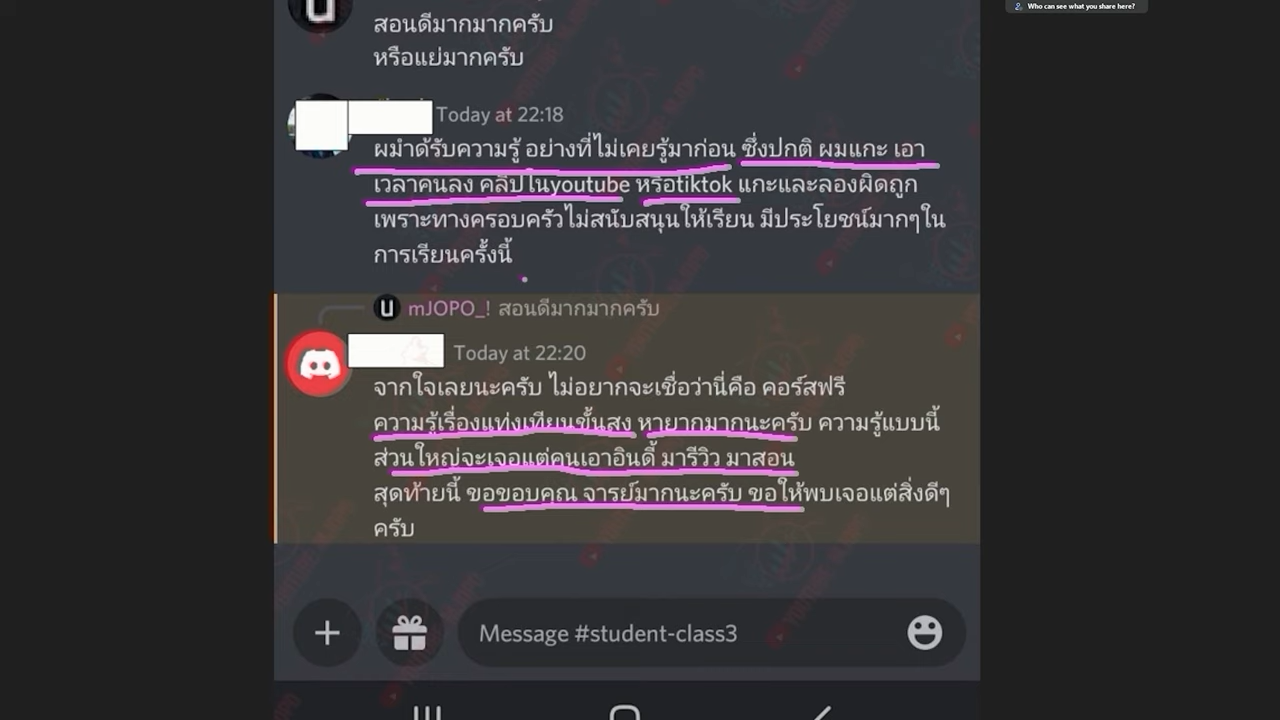 Who can see what you share here?
สอนดีมากมากครับ
หรือแย่มากครับ
Today at 22:18
ผมำด้รับความรู้ อย่างที่ไม่เคยรู้มาก่อน ซึ่งปกติ ผมแกะ เอา
เวลาคนลง คลิปในyoutube หรือtiktok แกะและลองผิดถูก
เพราะทางครอบครัวไม่สนับสนุนให้เรียน มีประโยชน์มากๆใน
การเรียนครั้งนี้
mJOPO_! สอนดีมากมากครับ
Today at 22:20
จากใจเลยนะครับ ไม่อยากจะเชื่อว่านี่คือ คอร์สฟรี
ความรู้เรื่องแท่งเทียนขั้นสูง หายากมากนะครับ ความรู้แบบนี้
ส่วนใหญ่จะเจอแต่คนเอาอินดี้ มารีวิว มาสอน
สุดท้ายนี้ ขอขอบคุณ จารย์มากนะครับ ขอให้พบเจอแต่สิ่งดีๆ
ครับ
Message #student-class3